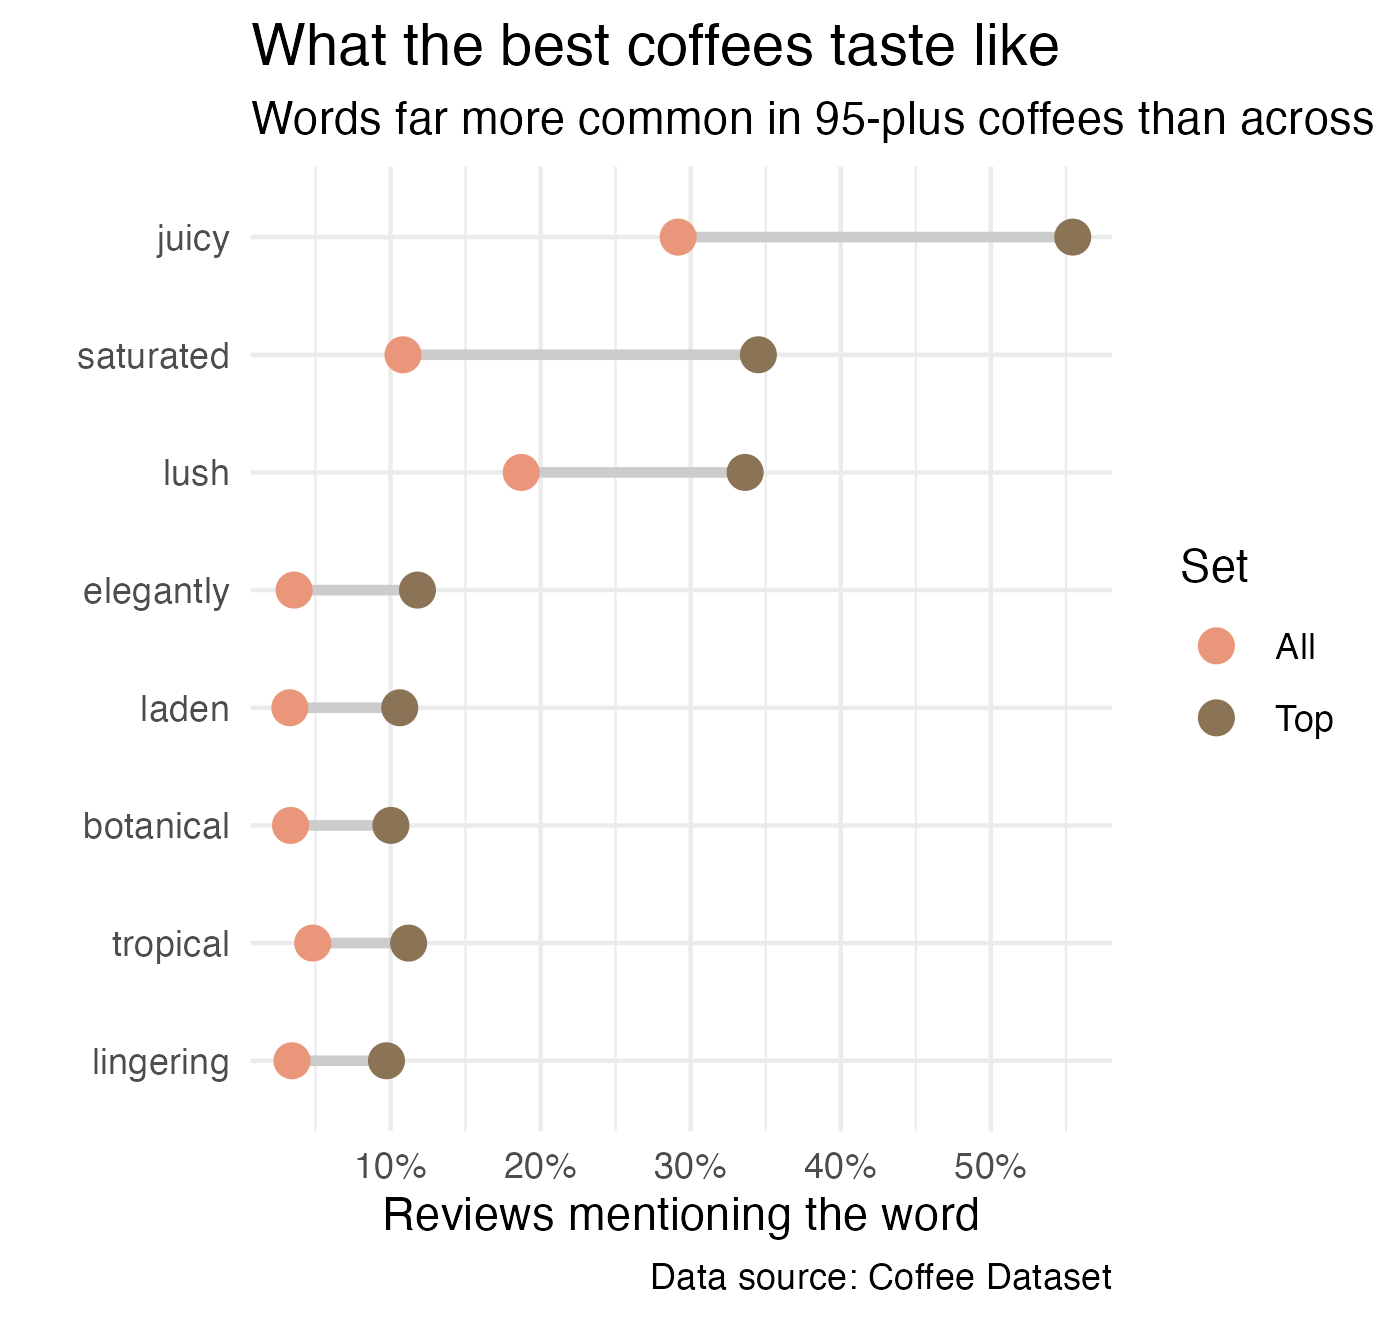 What the best coffees taste like
Words far more common in 95-plus coffees than across
juicy
saturated
lush
elegantly
laden
botanical
tropical
lingering
10% 20% 30% 40% 50%
Reviews mentioning the word
Set
All
Top
Data source: Coffee Dataset